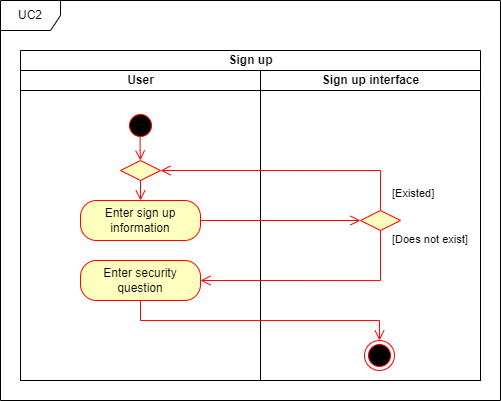 UC2
Sign up
User
Sign up interface
[Existed]
Enter sign up
information
[Does not exist]
Enter security
question